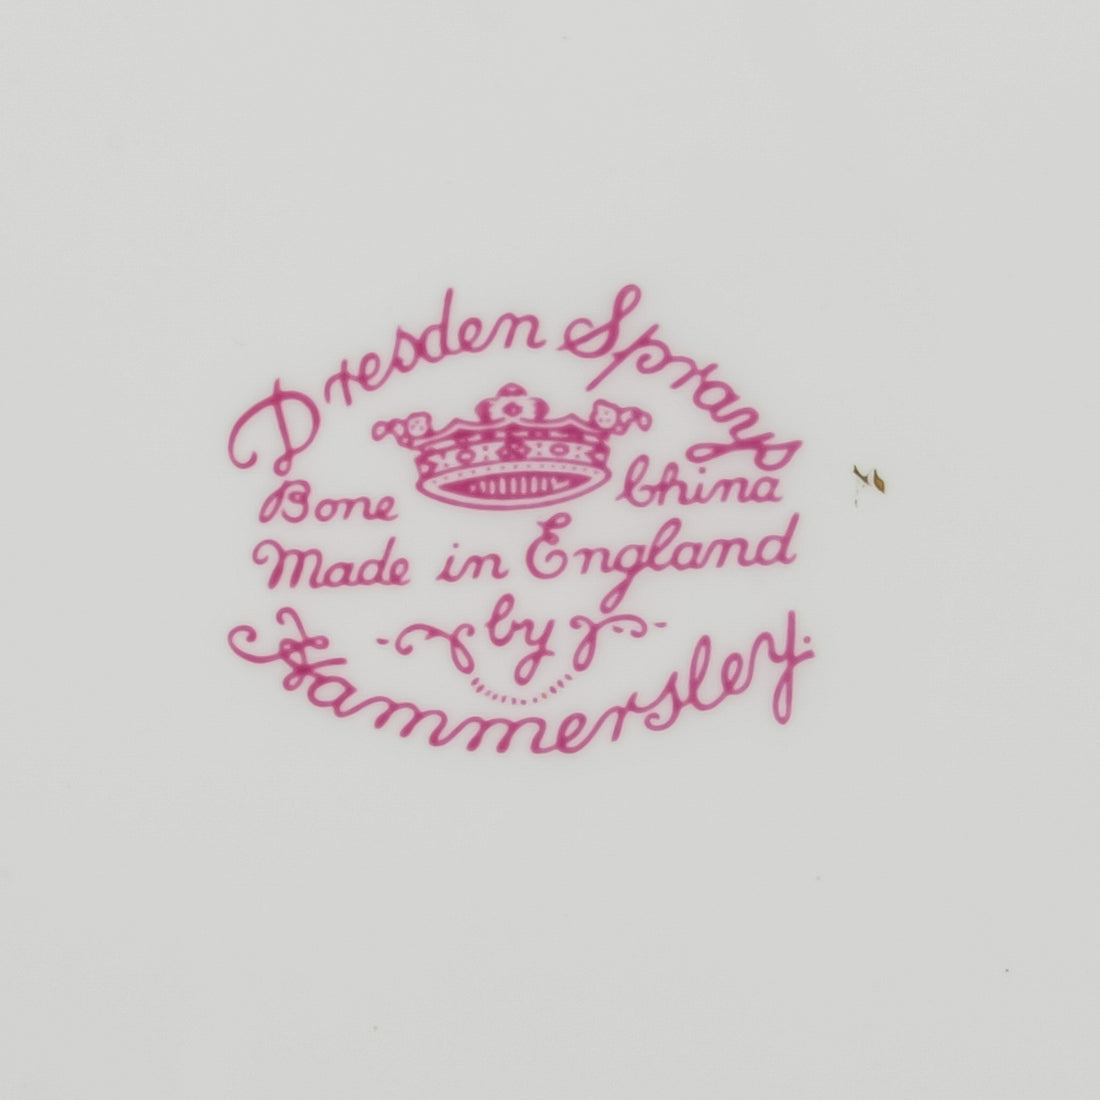 Dresden Sprays
Bone China
Made in England
by
Hammersley.